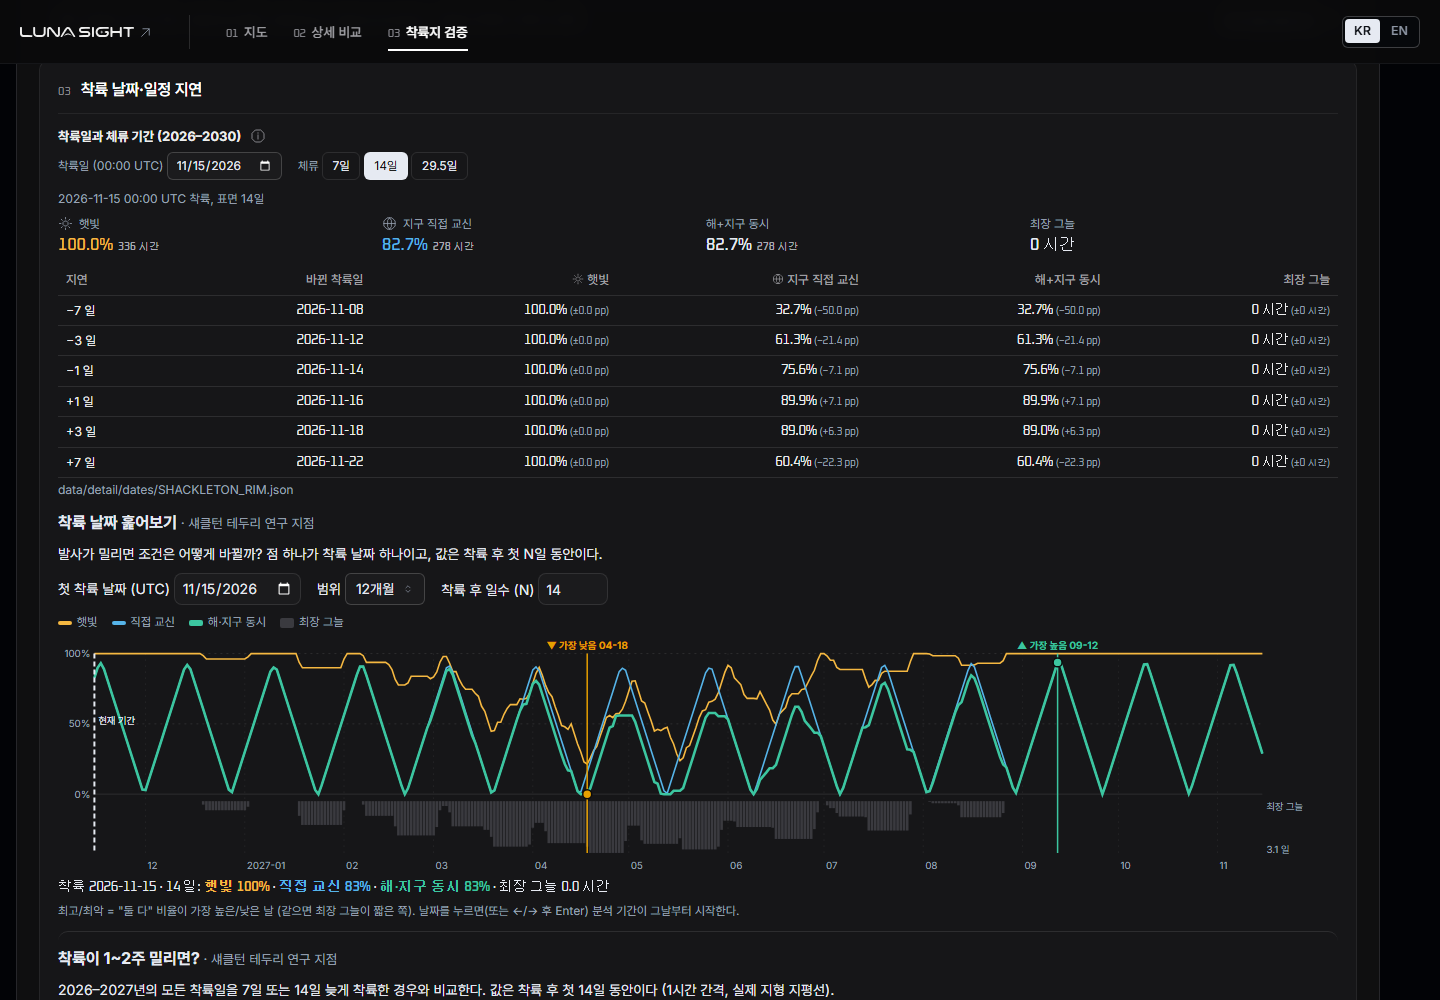 LUNA SIGHT ↗ 01 지도 02 상세 비교 03 착륙지 검증 KR EN
03 착륙 날짜·일정 지연
착륙일과 체류 기간 (2026–2030)
착륙일 (00:00 UTC) 11/15/2026 체류 7일 14일 29.5일
2026-11-15 00:00 UTC 착륙, 표면 14일
햇빛 지구 직접 교신 해+지구 동시 최장 그늘
100.0% 336 시간 82.7% 278 시간 82.7% 278 시간 0 시간
지연 바뀐 착륙일 햇빛 지구 직접 교신 해+지구 동시 최장 그늘
−7 일 2026-11-08 100.0% (±0.0 pp) 32.7% (−50.0 pp) 32.7% (−50.0 pp) 0 시간 (±0 시간)
−3 일 2026-11-12 100.0% (±0.0 pp) 61.3% (−21.4 pp) 61.3% (−21.4 pp) 0 시간 (±0 시간)
−1 일 2026-11-14 100.0% (±0.0 pp) 75.6% (−7.1 pp) 75.6% (−7.1 pp) 0 시간 (±0 시간)
+1 일 2026-11-16 100.0% (±0.0 pp) 89.9% (+7.1 pp) 89.9% (+7.1 pp) 0 시간 (±0 시간)
+3 일 2026-11-18 100.0% (±0.0 pp) 89.0% (+6.3 pp) 89.0% (+6.3 pp) 0 시간 (±0 시간)
+7 일 2026-11-22 100.0% (±0.0 pp) 60.4% (−22.3 pp) 60.4% (−22.3 pp) 0 시간 (±0 시간)
data/detail/dates/SHACKLETON_RIM.json
착륙 날짜 훑어보기 · 섀클턴 테두리 연구 지점
발사가 밀리면 조건은 어떻게 바뀔까? 점 하나가 착륙 날짜 하나이고, 값은 착륙 후 첫 N일 동안이다.
첫 착륙 날짜 (UTC) 11/15/2026 범위 12개월 착륙 후 일수 (N) 14
햇빛 직접 교신 해·지구 동시 최장 그늘
▼ 가장 낮음 04-18 ▲ 가장 높음 09-12
100%
50% 현재 기간
0%
최장 그늘
3.1 일
12 2027-01 02 03 04 05 06 07 08 09 10 11
착륙 2026-11-15 · 14 일: 햇빛 100% · 직접 교신 83% · 해·지구 동시 83% · 최장 그늘 0.0 시간
최고/최악 = "둘 다" 비율이 가장 높은/낮은 날 (같으면 최장 그늘이 짧은 쪽). 날짜를 누르면(또는 ←/→ 후 Enter) 분석 기간이 그날부터 시작한다.
착륙이 1~2주 밀리면? · 섀클턴 테두리 연구 지점
2026–2027년의 모든 착륙일을 7일 또는 14일 늦게 착륙한 경우와 비교한다. 값은 착륙 후 첫 14일 동안이다 (1시간 간격, 실제 지형 지평선).